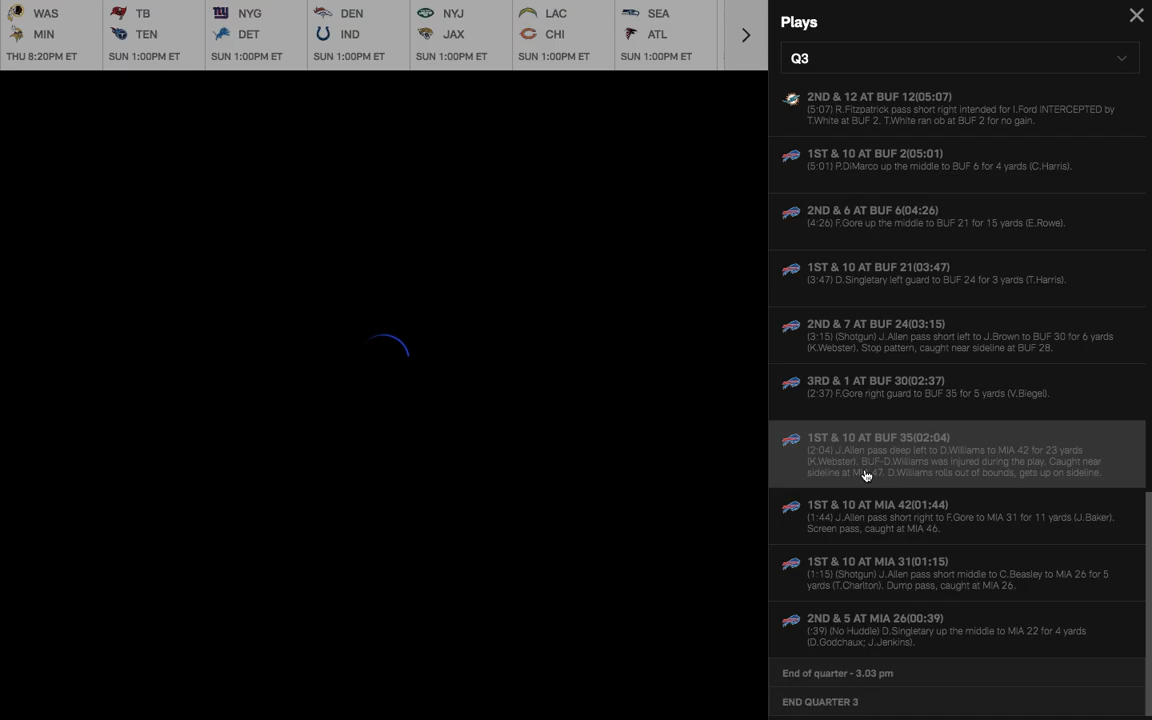 WAS
MIN
THU 8:20PM ET
TB
TEN
SUN 1:00PM ET
NYG
DET
SUN 1:00PM ET
DEN
IND
SUN 1:00PM ET
NYJ
JAX
SUN 1:00PM ET
LAC
CHI
SUN 1:00PM ET
SEA
ATL
SUN 1:00PM ET
Plays
Q3
2ND & 12 AT BUF 12(05:07)
(5:07) R.Fitzpatrick pass short right intended for I.Ford INTERCEPTED by
T.White at BUF 2. T.White ran ob at BUF 2 for no gain.
1ST & 10 AT BUF 2(05:01)
(5:01) P.DiMarco up the middle to BUF 6 for 4 yards (C.Harris).
2ND & 6 AT BUF 6(04:26)
(4:26) F.Gore up the middle to BUF 21 for 15 yards (E.Rowe).
1ST & 10 AT BUF 21(03:47)
(3:47) D.Singletary left guard to BUF 24 for 3 yards (T.Harris).
2ND & 7 AT BUF 24(03:15)
(3:15) (Shotgun) J.Allen pass short left to J.Brown to BUF 30 for 6 yards
(K.Webster). Stop pattern, caught near sideline at BUF 28.
3RD & 1 AT BUF 30(02:37)
(2:37) F.Gore right guard to BUF 35 for 5 yards (V.Biegel).
1ST & 10 AT BUF 35(02:04)
(2:04) J.Allen pass deep left to D.Williams to MIA 42 for 23 yards
(K.Webster). BUF-D.Williams was injured during the play. Caught near
sideline at MIA 47. D.Williams rolls out of bounds, gets up on sideline.
1ST & 10 AT MIA 42(01:44)
(1:44) J.Allen pass short right to F.Gore to MIA 31 for 11 yards (J.Baker).
Screen pass, caught at MIA 46.
1ST & 10 AT MIA 31(01:15)
(1:15) (Shotgun) J.Allen pass short middle to C.Beasley to MIA 26 for 5
yards (T.Charlton). Dump pass, caught at MIA 26.
2ND & 5 AT MIA 26(00:39)
(:39) (No Huddle) D.Singletary up the middle to MIA 22 for 4 yards
(D.Godchaux; J.Jenkins).
End of quarter - 3.03 pm
END QUARTER 3